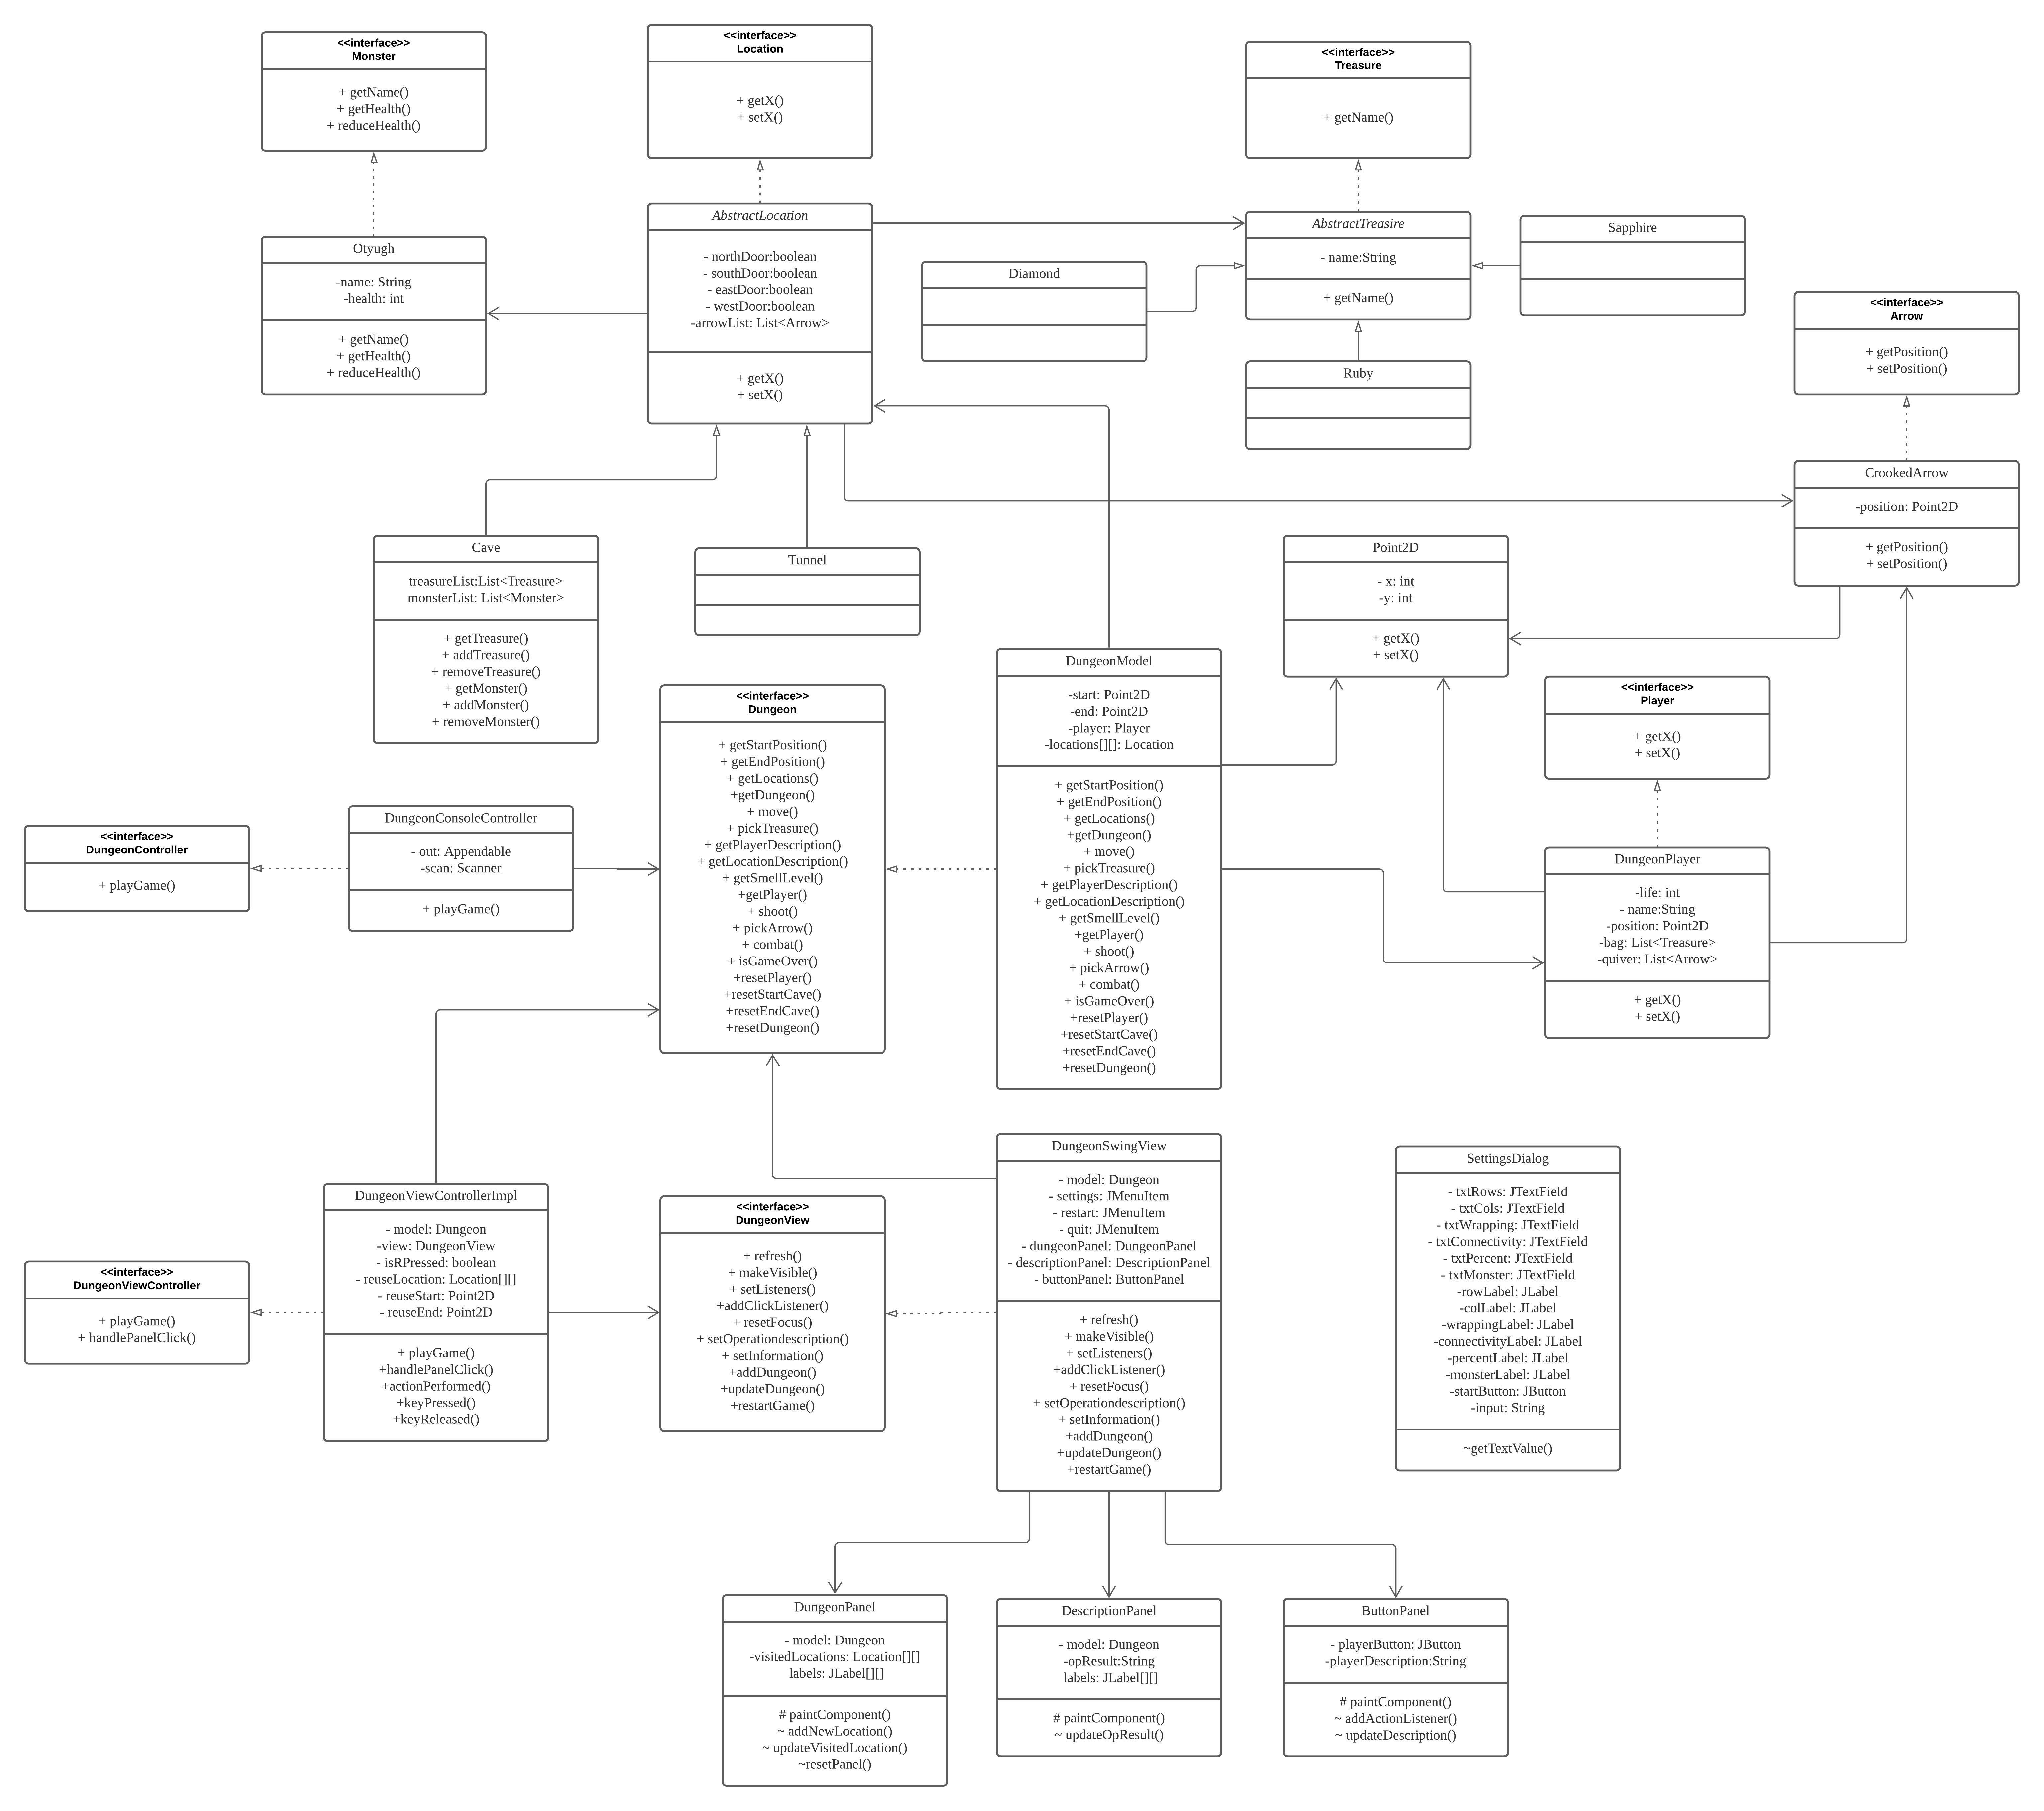 <<interface>>
Monster
+ getName()
+ getHealth()
+ reduceHealth()
<<interface>>
Location
+ getX()
+ setX()
<<interface>>
Treasure
+ getName()
Otyugh
-name: String
-health: int
+ getName()
+ getHealth()
+ reduceHealth()
AbstractLocation
- northDoor:boolean
- southDoor:boolean
- eastDoor:boolean
- westDoor:boolean
-arrowList: List<Arrow>
+ getX()
+ setX()
Diamond
AbstractTreasire
- name:String
+ getName()
Sapphire
Ruby
<<interface>>
Arrow
+ getPosition()
+ setPosition()
CrookedArrow
-position: Point2D
+ getPosition()
+ setPosition()
Cave
treasureList:List<Treasure>
monsterList: List<Monster>
+ getTreasure()
+ addTreasure()
+ removeTreasure()
+ getMonster()
+ addMonster()
+ removeMonster()
Tunnel
Point2D
- x: int
-y: int
+ getX()
+ setX()
<<interface>>
Player
+ getX()
+ setX()
<<interface>>
DungeonController
+ playGame()
DungeonConsoleController
- out: Appendable
-scan: Scanner
+ playGame()
<<interface>>
Dungeon
+ getStartPosition()
+ getEndPosition()
+ getLocations()
+getDungeon()
+ move()
+ pickTreasure()
+ getPlayerDescription()
+ getLocationDescription()
+ getSmellLevel()
+getPlayer()
+ shoot()
+ pickArrow()
+ combat()
+ isGameOver()
+resetPlayer()
+resetStartCave()
+resetEndCave()
+resetDungeon()
DungeonModel
-start: Point2D
-end: Point2D
-player: Player
-locations[][]: Location
+ getStartPosition()
+ getEndPosition()
+ getLocations()
+getDungeon()
+ move()
+ pickTreasure()
+ getPlayerDescription()
+ getLocationDescription()
+ getSmellLevel()
+getPlayer()
+ shoot()
+ pickArrow()
+ combat()
+ isGameOver()
+resetPlayer()
+resetStartCave()
+resetEndCave()
+resetDungeon()
DungeonPlayer
-life: int
- name:String
-position: Point2D
-bag: List<Treasure>
-quiver: List<Arrow>
+ getX()
+ setX()
<<interface>>
DungeonViewController
+ playGame()
+ handlePanelClick()
DungeonViewControllerImpl
- model: Dungeon
-view: DungeonView
- isRPressed: boolean
- reuseLocation: Location[][]
- reuseStart: Point2D
- reuseEnd: Point2D
+ playGame()
+handlePanelClick()
+actionPerformed()
+keyPressed()
+keyReleased()
<<interface>>
DungeonView
+ refresh()
+ makeVisible()
+ setListeners()
+addClickListener()
+ resetFocus()
+ setOperationdescription()
+ setInformation()
+addDungeon()
+updateDungeon()
+restartGame()
DungeonSwingView
- model: Dungeon
- settings: JMenuItem
- restart: JMenuItem
- quit: JMenuItem
- dungeonPanel: DungeonPanel
- descriptionPanel: DescriptionPanel
- buttonPanel: ButtonPanel
+ refresh()
+ makeVisible()
+ setListeners()
+addClickListener()
+ resetFocus()
+ setOperationdescription()
+ setInformation()
+addDungeon()
+updateDungeon()
+restartGame()
SettingsDialog
- txtRows: JTextField
- txtCols: JTextField
- txtWrapping: JTextField
- txtConnectivity: JTextField
- txtPercent: JTextField
- txtMonster: JTextField
-rowLabel: JLabel
-colLabel: JLabel
-wrappingLabel: JLabel
-connectivityLabel: JLabel
-percentLabel: JLabel
-monsterLabel: JLabel
-startButton: JButton
-input: String
~getTextValue()
DungeonPanel
- model: Dungeon
-visitedLocations: Location[][]
labels: JLabel[][]
# paintComponent()
~ addNewLocation()
~ updateVisitedLocation()
~resetPanel()
DescriptionPanel
- model: Dungeon
-opResult:String
labels: JLabel[][]
# paintComponent()
~ updateOpResult()
ButtonPanel
- playerButton: JButton
-playerDescription:String
# paintComponent()
~ addActionListener()
~ updateDescription()